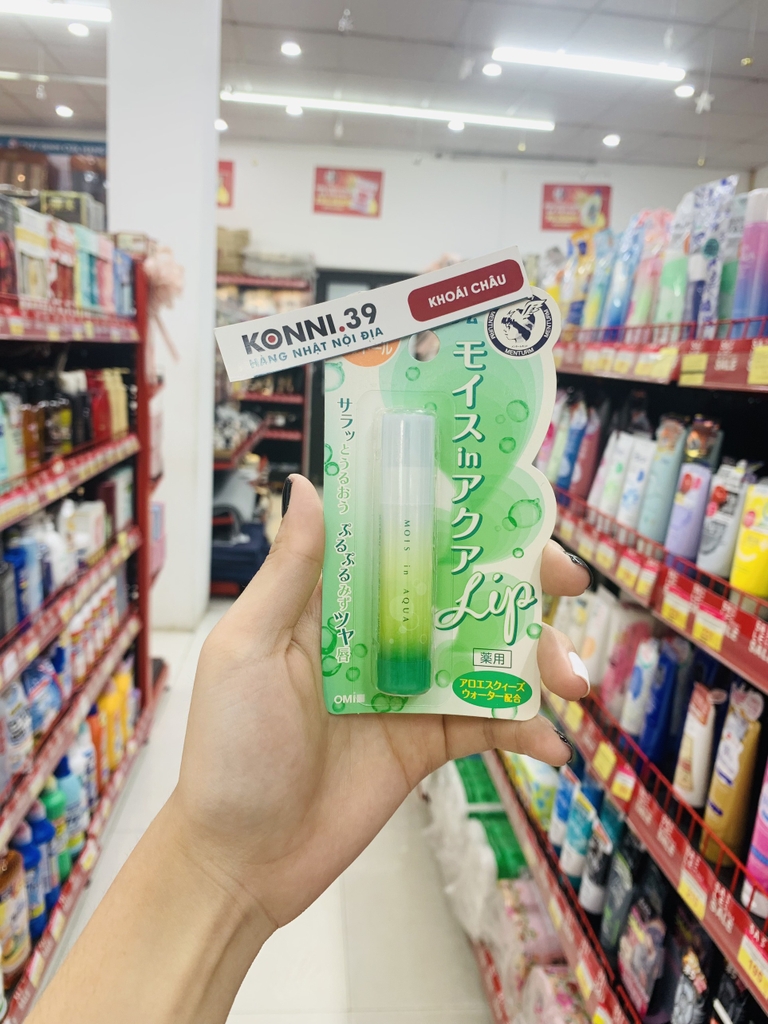 KONNI.39
HÀNG NHẬT NỘI ĐỊA
KHOÁI CHÂU
MENTURM
モイスinアクア
Lip
サラッとうるおう ぷるぷるみずツヤ唇
MOIS in AQUA
薬用
アロエスクィーズ
ウォーター配合
OMI
SALE